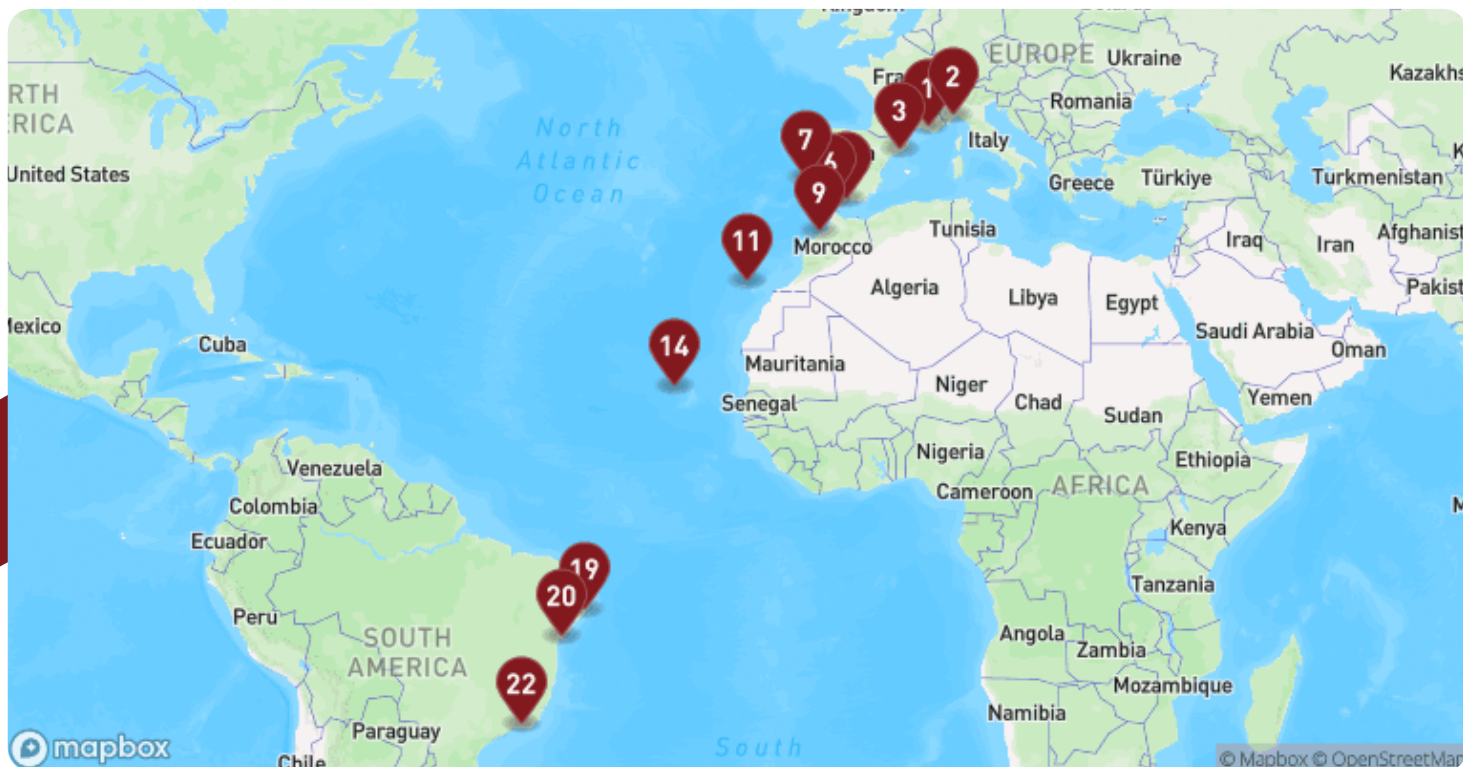 Kingdom
EUROPE
Ukraine
Kazakhs
Fra
1
2
3
RTH
ERICA
Romania
North
Atlantic
Ocean
7
6
Italy
United States
Greece
Türkiye
Turkmenistan
K
9
11
Morocco
Tunisia
Iraq
Iran
Afghanist
Algeria
Libya
Egypt
Pakist
Mexico
Cuba
14
Mauritania
Saudi Arabia
Oman
Senegal
Niger
Chad
Sudan
Yemen
Venezuela
Nigeria
Ethiopia
Colombia
Cameroon
AFRICA
M
Ecuador
Kenya
19
20
Tanzania
Peru
SOUTH
AMERICA
Angola
Zambia
22
Mozambique
Namibia
Paraguay
South
Chile
mapbox
© Mapbox © OpenStreetMap